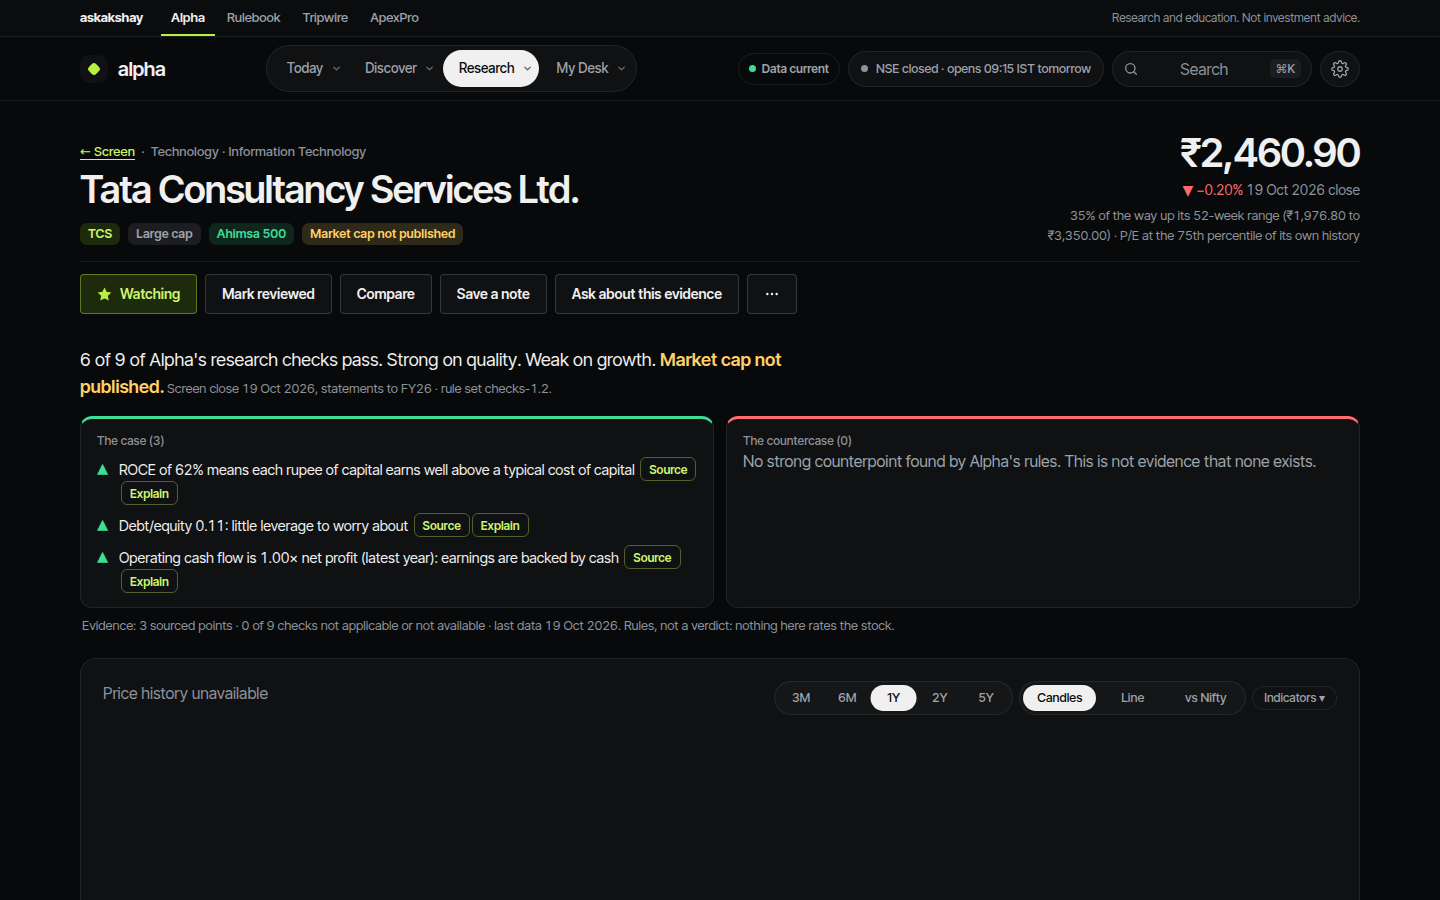 askakshay Alpha Rulebook Tripwire ApexPro Research and education. Not investment advice.
alpha Today Discover Research My Desk Data current NSE closed · opens 09:15 IST tomorrow Search ⌘K
← Screen · Technology · Information Technology
Tata Consultancy Services Ltd.
TCS Large cap Ahimsa 500 Market cap not published
₹2,460.90
▼ −0.20% 19 Oct 2026 close
35% of the way up its 52-week range (₹1,976.80 to
₹3,350.00) · P/E at the 75th percentile of its own history
★ Watching Mark reviewed Compare Save a note Ask about this evidence ···
6 of 9 of Alpha's research checks pass. Strong on quality. Weak on growth. Market cap not
published. Screen close 19 Oct 2026, statements to FY26 · rule set checks-1.2.
The case (3)
▲ ROCE of 62% means each rupee of capital earns well above a typical cost of capital Source
Explain
▲ Debt/equity 0.11: little leverage to worry about Source Explain
▲ Operating cash flow is 1.00× net profit (latest year): earnings are backed by cash Source
Explain
The countercase (0)
No strong counterpoint found by Alpha's rules. This is not evidence that none exists.
Evidence: 3 sourced points · 0 of 9 checks not applicable or not available · last data 19 Oct 2026. Rules, not a verdict: nothing here rates the stock.
Price history unavailable 3M 6M 1Y 2Y 5Y Candles Line vs Nifty Indicators ▾